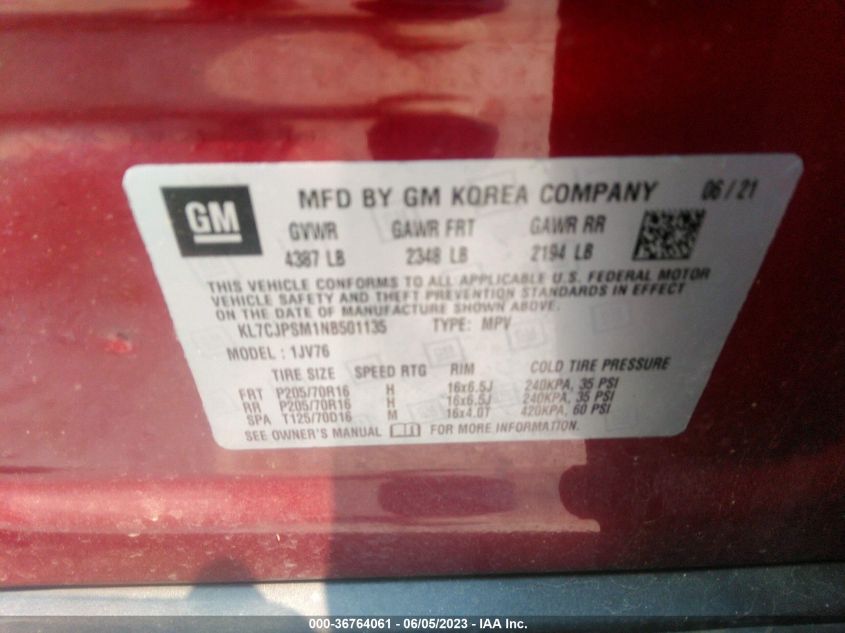 GM
MFD BY GM KOREA COMPANY 06/21
GVWR GAWR FRT GAWR RR
4387 LB 2348 LB 2194 LB
THIS VEHICLE CONFORMS TO ALL APPLICABLE U.S. FEDERAL MOTOR
VEHICLE SAFETY AND THEFT PREVENTION STANDARDS IN EFFECT
ON THE DATE OF MANUFACTURE SHOWN ABOVE.
KL7CJPSM1NB501135 TYPE: MPV
MODEL: 1JV76
TIRE SIZE SPEED RTG RIM COLD TIRE PRESSURE
FRT P205/70R16 H 16x6.5J 240KPA, 35 PSI
RR P205/70R16 H 16x6.5J 240KPA, 35 PSI
SPA T125/70D16 M 16x4.0T 420KPA, 60 PSI
SEE OWNER'S MANUAL FOR MORE INFORMATION.
000-36764061 - 06/05/2023 - IAA Inc.